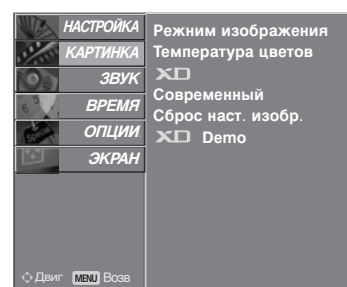 НАСТРОЙКА
КАРТИНКА
ЗВУК
ВРЕМЯ
ОПЦИИ
ЭКРАН
Режним изображения
Температура цветов
XD
Современный
Сброс наст. изобр.
XD Demo
Двиг MENU Возв